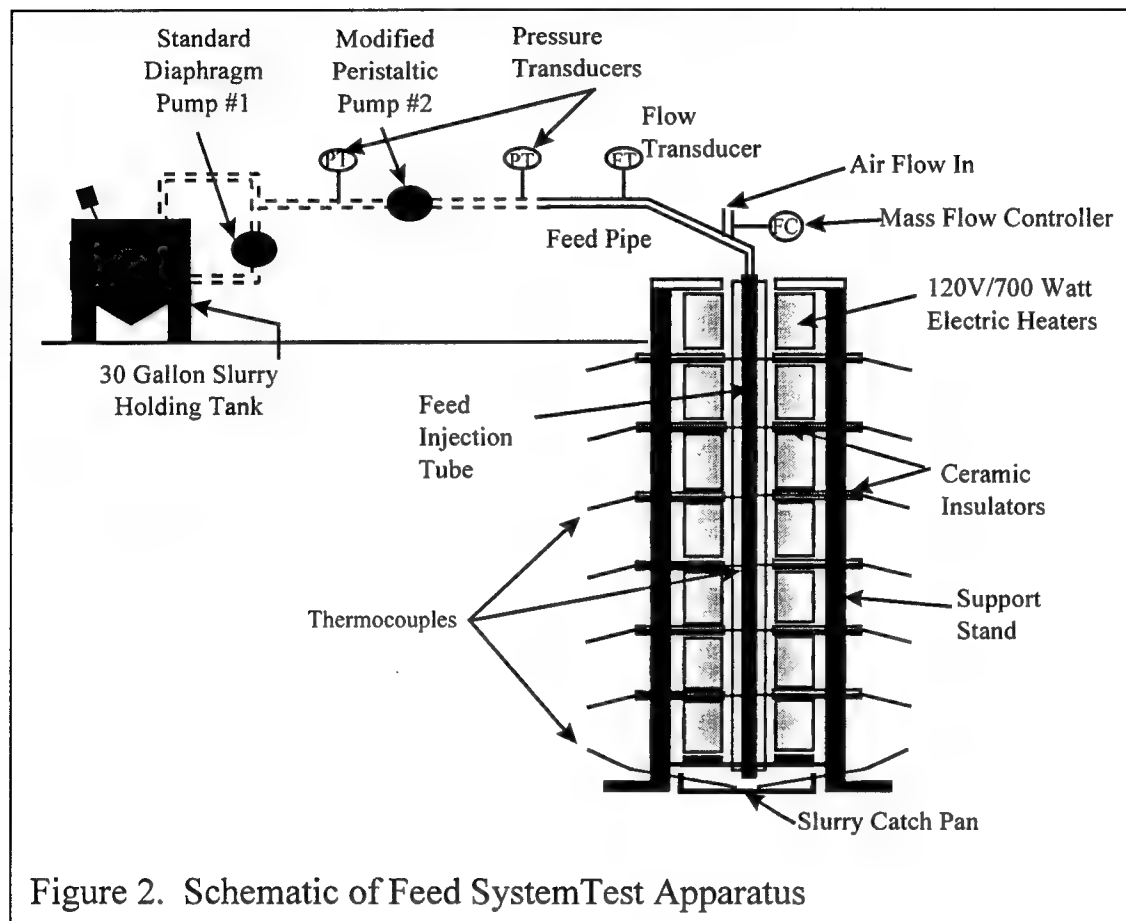 Standard
Diaphragm
Pump #1
Modified
Peristaltic
Pump #2
Pressure
Transducers
Flow
Transducer
PT
PT
FT
Air Flow In
FC
Mass Flow Controller
Feed Pipe
120V/700 Watt
Electric Heaters
30 Gallon Slurry
Holding Tank
Feed
Injection
Tube
Ceramic
Insulators
Thermocouples
Support
Stand
Slurry Catch Pan
Figure 2. Schematic of Feed SystemTest Apparatus